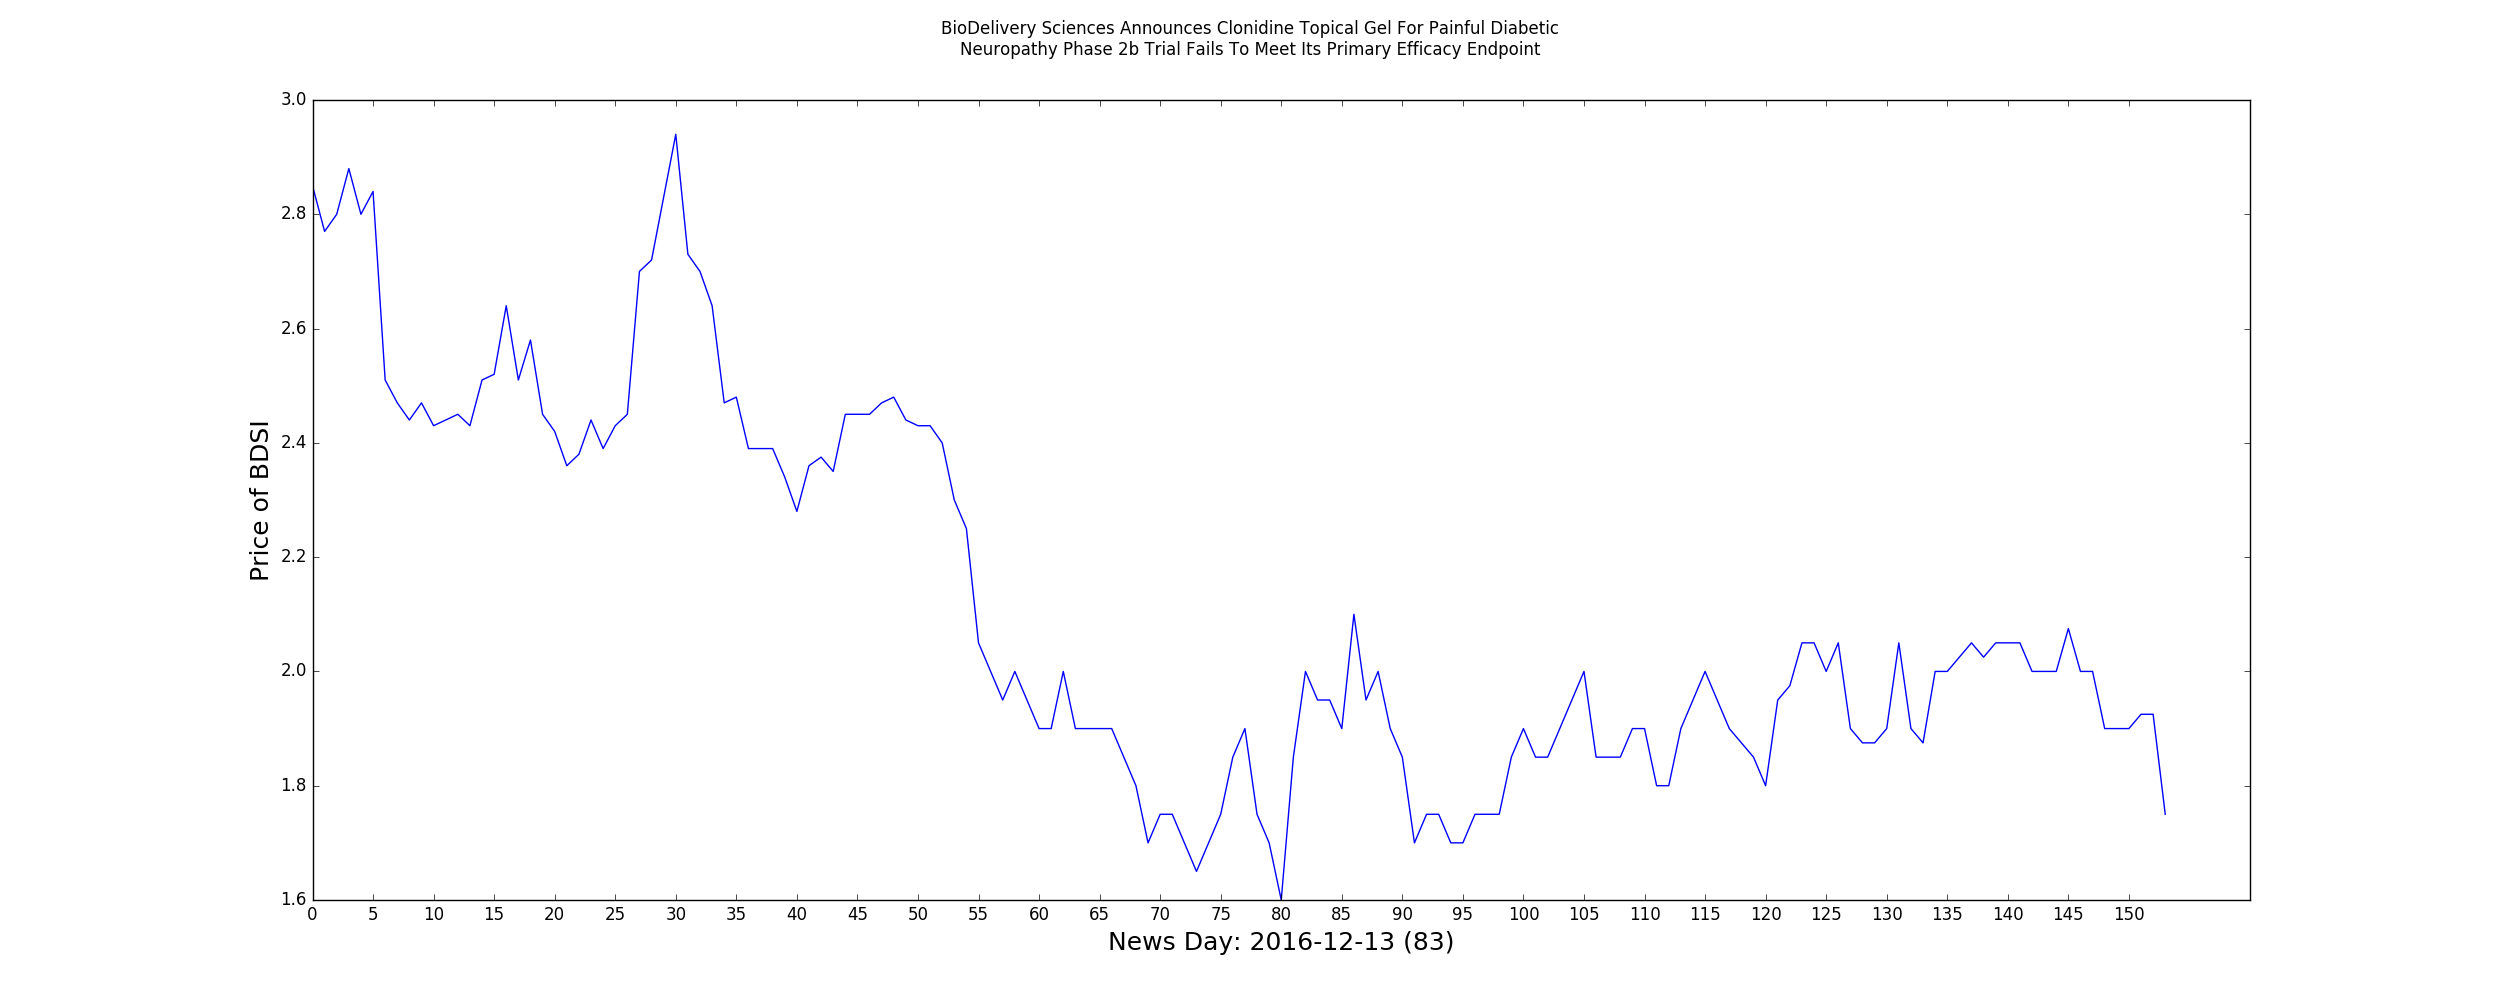 BioDelivery Sciences Announces Clonidine Topical Gel For Painful Diabetic
Neuropathy Phase 2b Trial Fails To Meet Its Primary Efficacy Endpoint
3.0
2.8
2.6
2.4
2.2
2.0
1.8
1.6
Price of BDSI
0 5 10 15 20 25 30 35 40 45 50 55 60 65 70 75 80 85 90 95 100 105 110 115 120 125 130 135 140 145 150
News Day: 2016-12-13 (83)